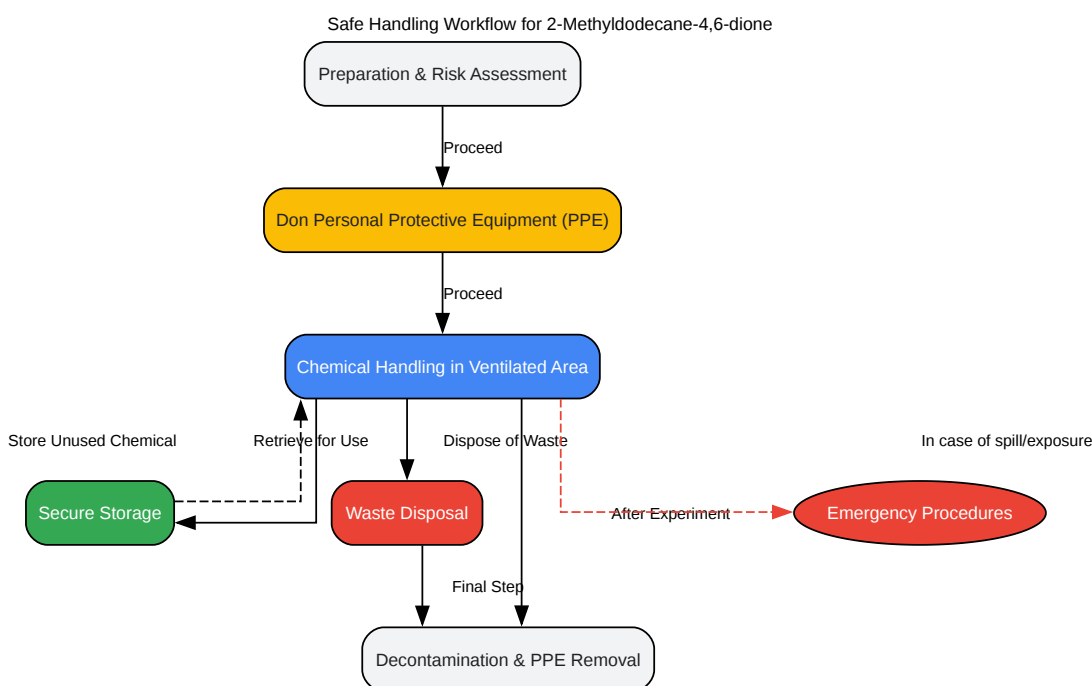 Safe Handling Workflow for 2-Methyldodecane-4,6-dione
Preparation & Risk Assessment
Proceed
Don Personal Protective Equipment (PPE)
Proceed
Chemical Handling in Ventilated Area
Store Unused Chemical
Retrieve for Use
Dispose of Waste
In case of spill/exposure
Secure Storage
Waste Disposal
After Experiment
Emergency Procedures
Final Step
Decontamination & PPE Removal